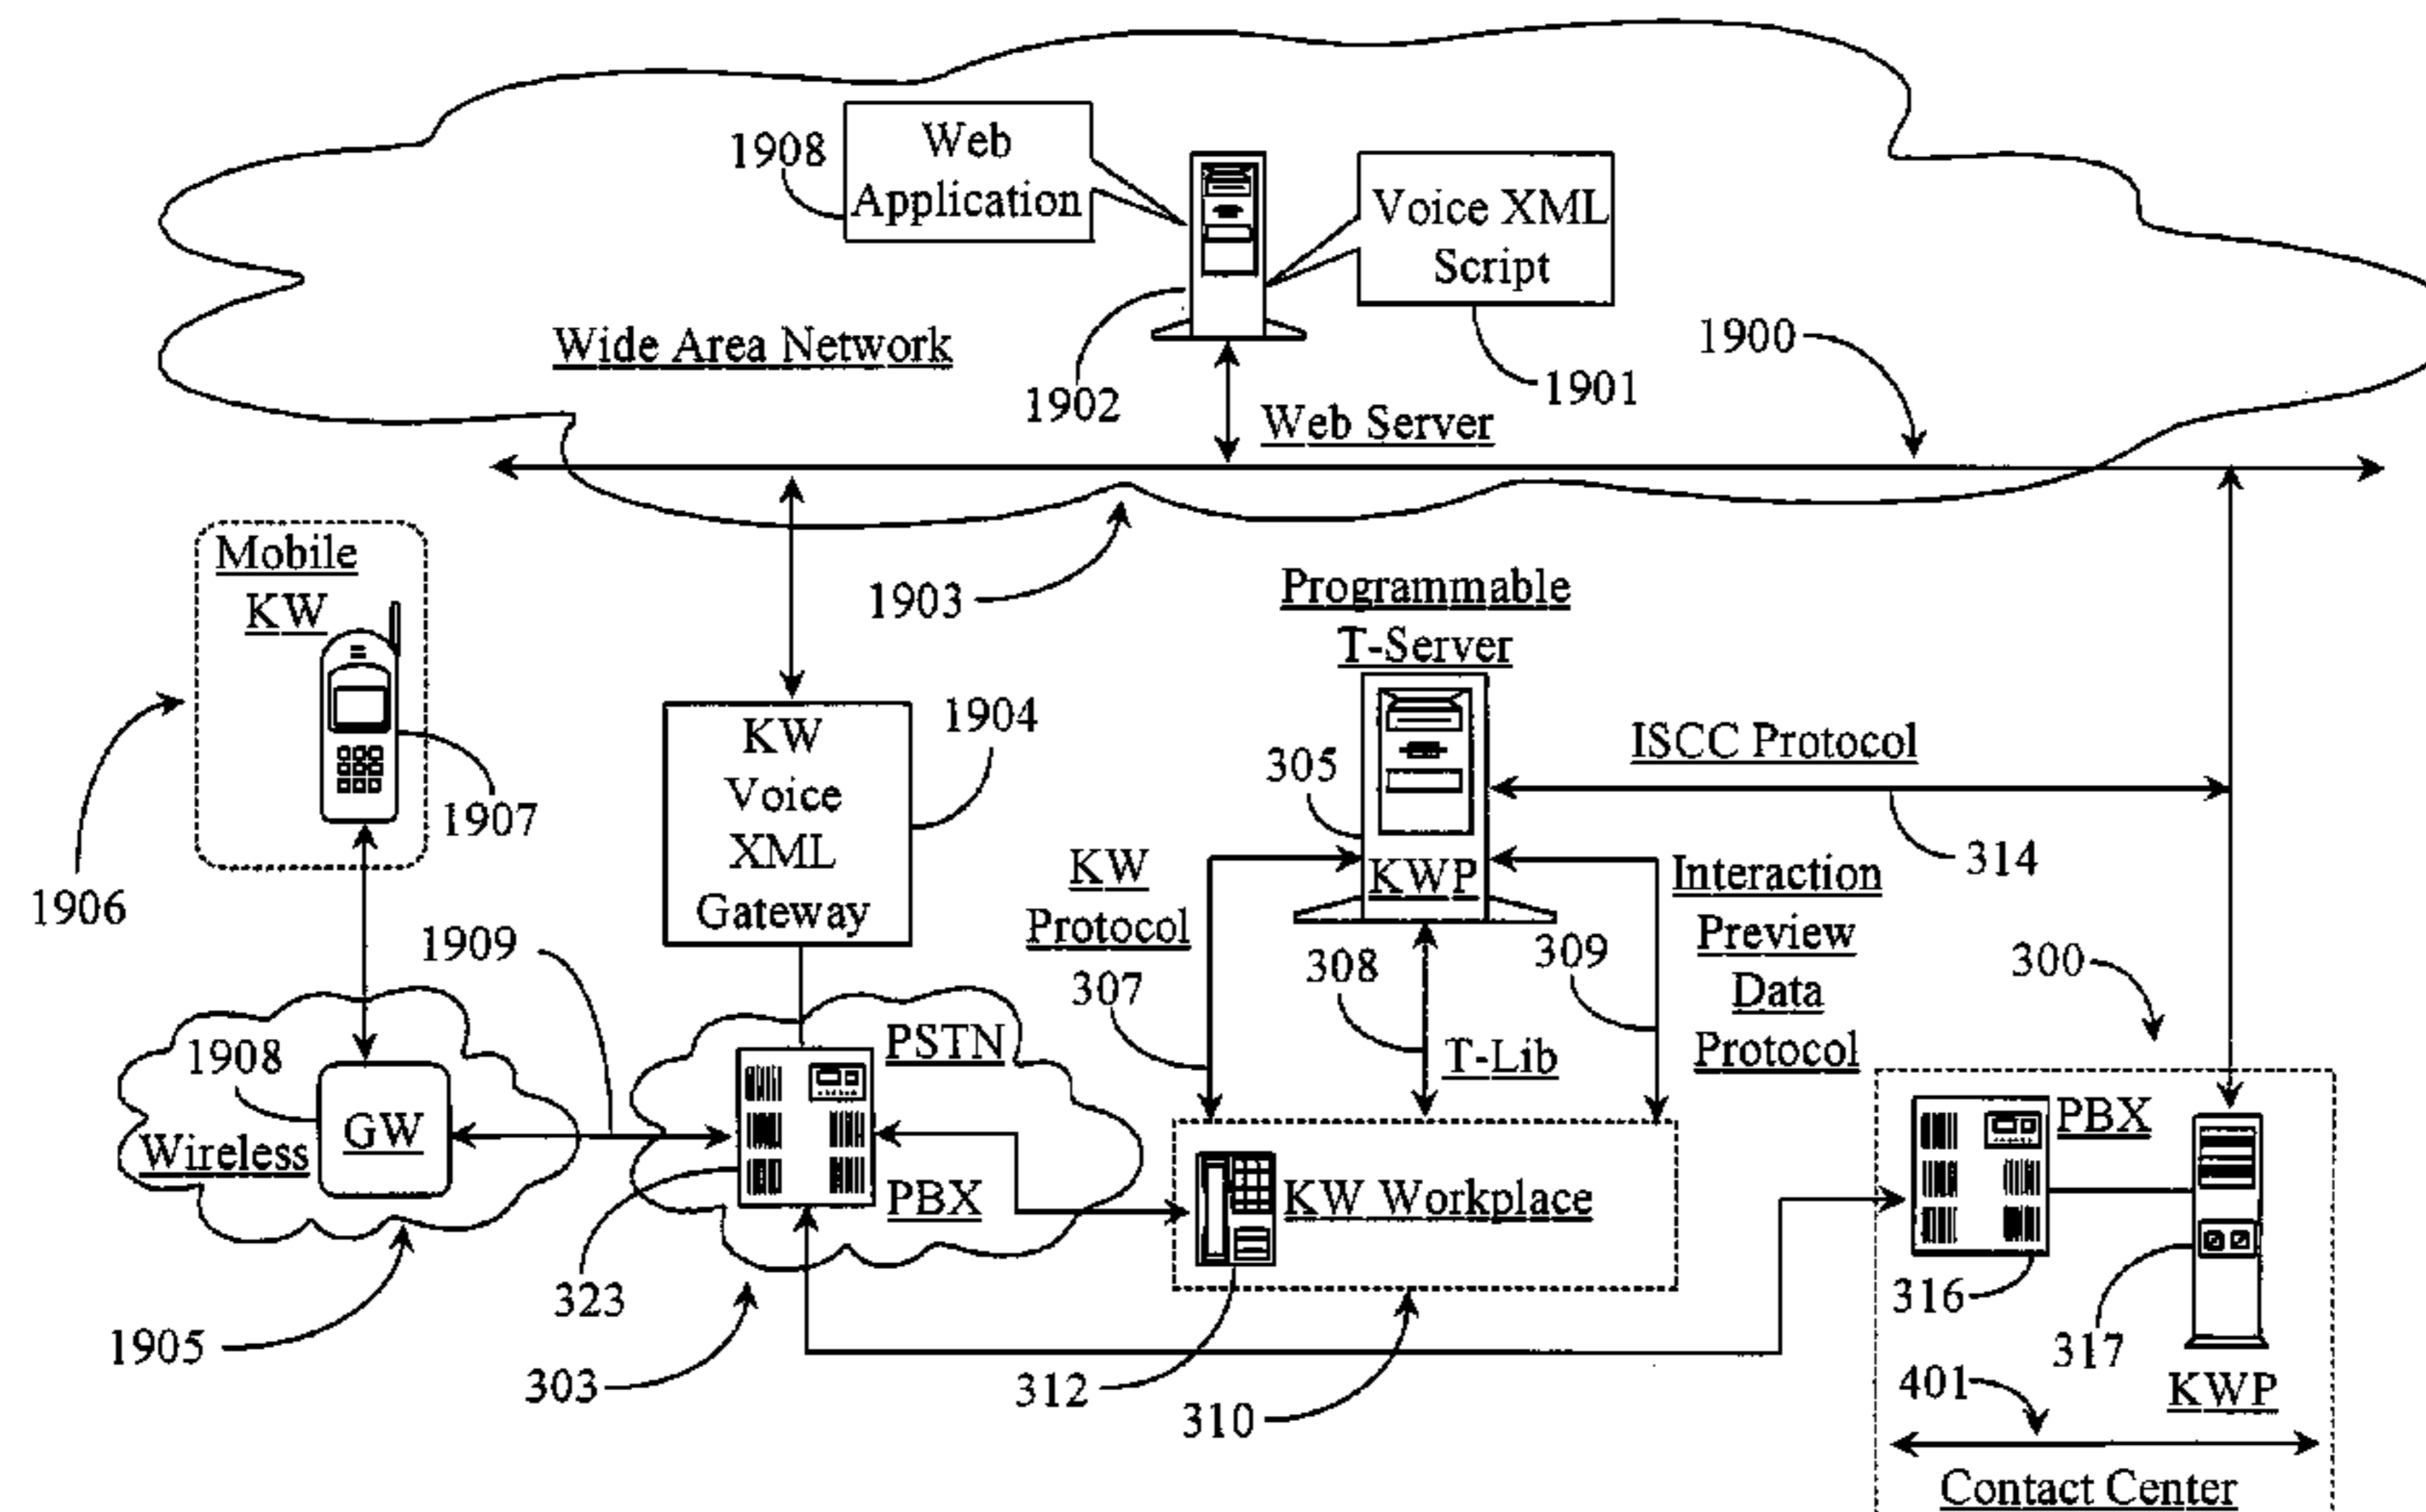 Web
Application
1908
Voice XML
Script
Wide Area Network
1902
1901
1900
Web Server
1903
Mobile
KW
1907
1906
KW
Voice
XML
Gateway
1904
Programmable
T-Server
305
KWP
ISCC Protocol
314
KW
Protocol
307
308
T-Lib
309
Interaction
Preview
Data
Protocol
300
1909
1908
GW
Wireless
1905
PSTN
PBX
323
303
KW Workplace
312
310
PBX
316
317
KWP
401
Contact Center